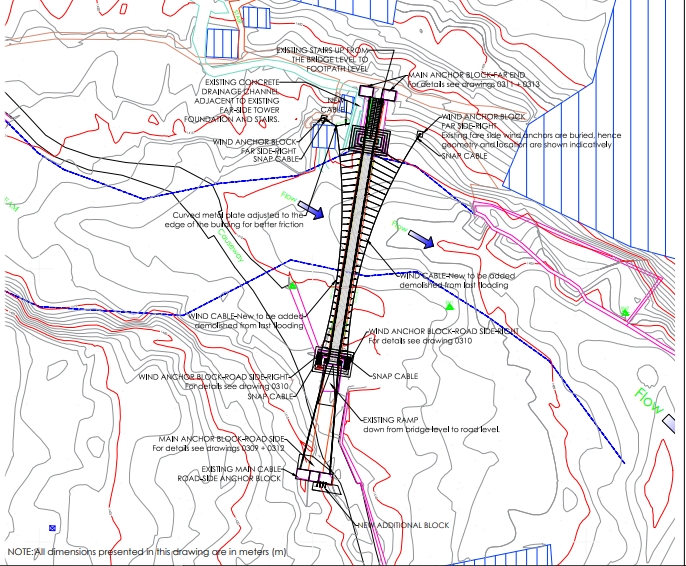 EXISTING STAIRS UP FROM
THE BRIDGE LEVEL TO
FOOTPATH LEVEL
MAIN ANCHOR BLOCK-FAR END
For details see drawings 0311 + 0313
EXISTING CONCRETE
DRAINAGE CHANNEL
ADJACENT TO EXISTING
FAR-SIDE TOWER
FOUNDATION AND STAIRS.
NEW
CABLE
WIND ANCHOR BLOCK
FAR SIDE-RIGHT
Existing fare side wind anchors are buried, hence
geometry and location are shown indicatively
SNAP CABLE
WIND ANCHOR BLOCK
FAR SIDE-RIGHT
SNAP CABLE
Flow
Curved metal plate adjusted to the
edge of the building for better friction
Flow
Causeway
WIND CABLE-New to be added
demolished from last flooding
WIND CABLE-New to be added
demolished from last flooding
WIND ANCHOR BLOCK-ROAD SIDE-RIGHT
For details see drawing 0310
WIND ANCHOR BLOCK-ROAD SIDE-RIGHT
For details see drawing 0310
SNAP CABLE
SNAP CABLE
Flow
EXISTING RAMP
down from bridge level to road level.
MAIN ANCHOR BLOCK-ROAD SIDE
For details see drawings 0309 + 0312
EXISTING MAIN CABLE
ROAD-SIDE ANCHOR BLOCK
NEW ADDITIONAL BLOCK
NOTE: All dimensions presented in this drawing are in meters (m)